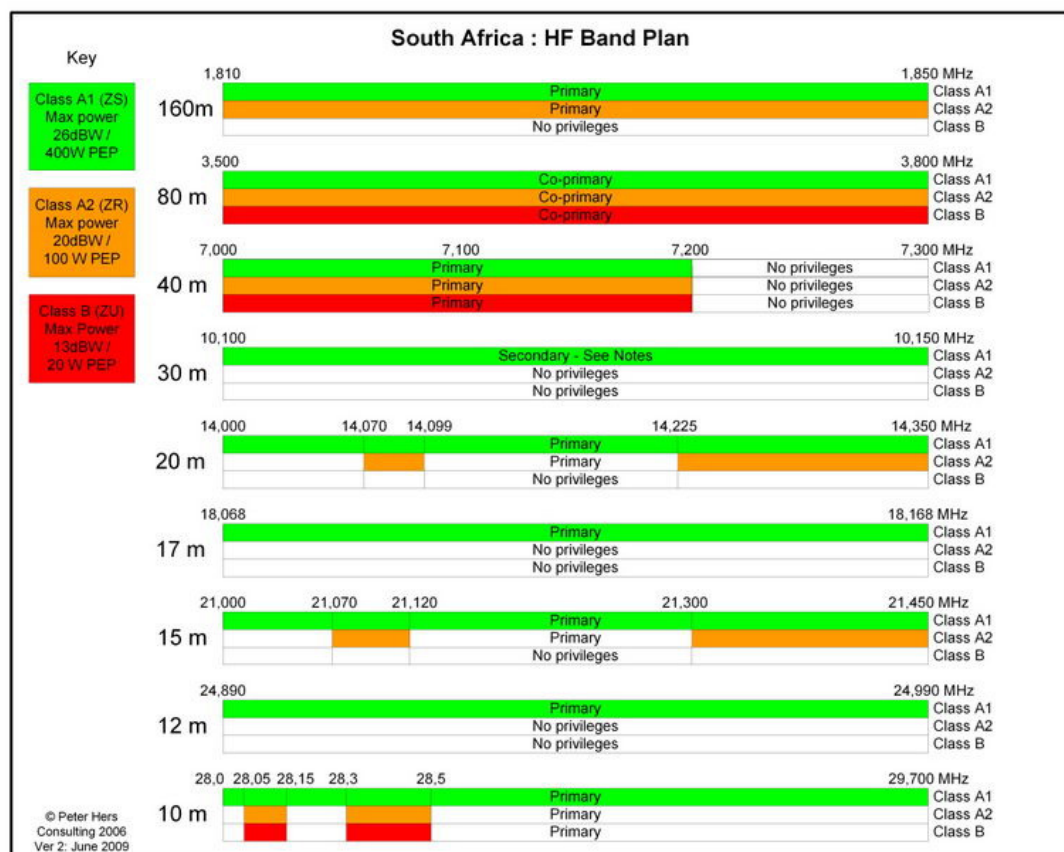 South Africa : HF Band Plan
Key
Class A1 (ZS)
Max power
26dBW /
400W PEP
Class A2 (ZR)
Max power
20dBW /
100 W PEP
Class B (ZU)
Max Power
13dBW /
20 W PEP
1,810 1,850 MHz
160m
Primary Class A1
Primary Class A2
No privileges Class B
3,500 3,800 MHz
80 m
Co-primary Class A1
Co-primary Class A2
Co-primary Class B
7,000 7,100 7,200 7,300 MHz
40 m
Primary No privileges Class A1
Primary No privileges Class A2
Primary No privileges Class B
10,100 10,150 MHz
30 m
Secondary - See Notes Class A1
No privileges Class A2
No privileges Class B
14,000 14,070 14,099 14,225 14,350 MHz
20 m
Primary Class A1
Primary Class A2
No privileges Class B
18,068 18,168 MHz
17 m
Primary Class A1
No privileges Class A2
No privileges Class B
21,000 21,070 21,120 21,300 21,450 MHz
15 m
Primary Class A1
Primary Class A2
No privileges Class B
24,890 24,990 MHz
12 m
Primary Class A1
No privileges Class A2
No privileges Class B
28,0 28,05 28,15 28,3 28,5 29,700 MHz
10 m
Primary Class A1
Primary Class A2
Primary Class B
© Peter Hers
Consulting 2006
Ver 2: June 2009